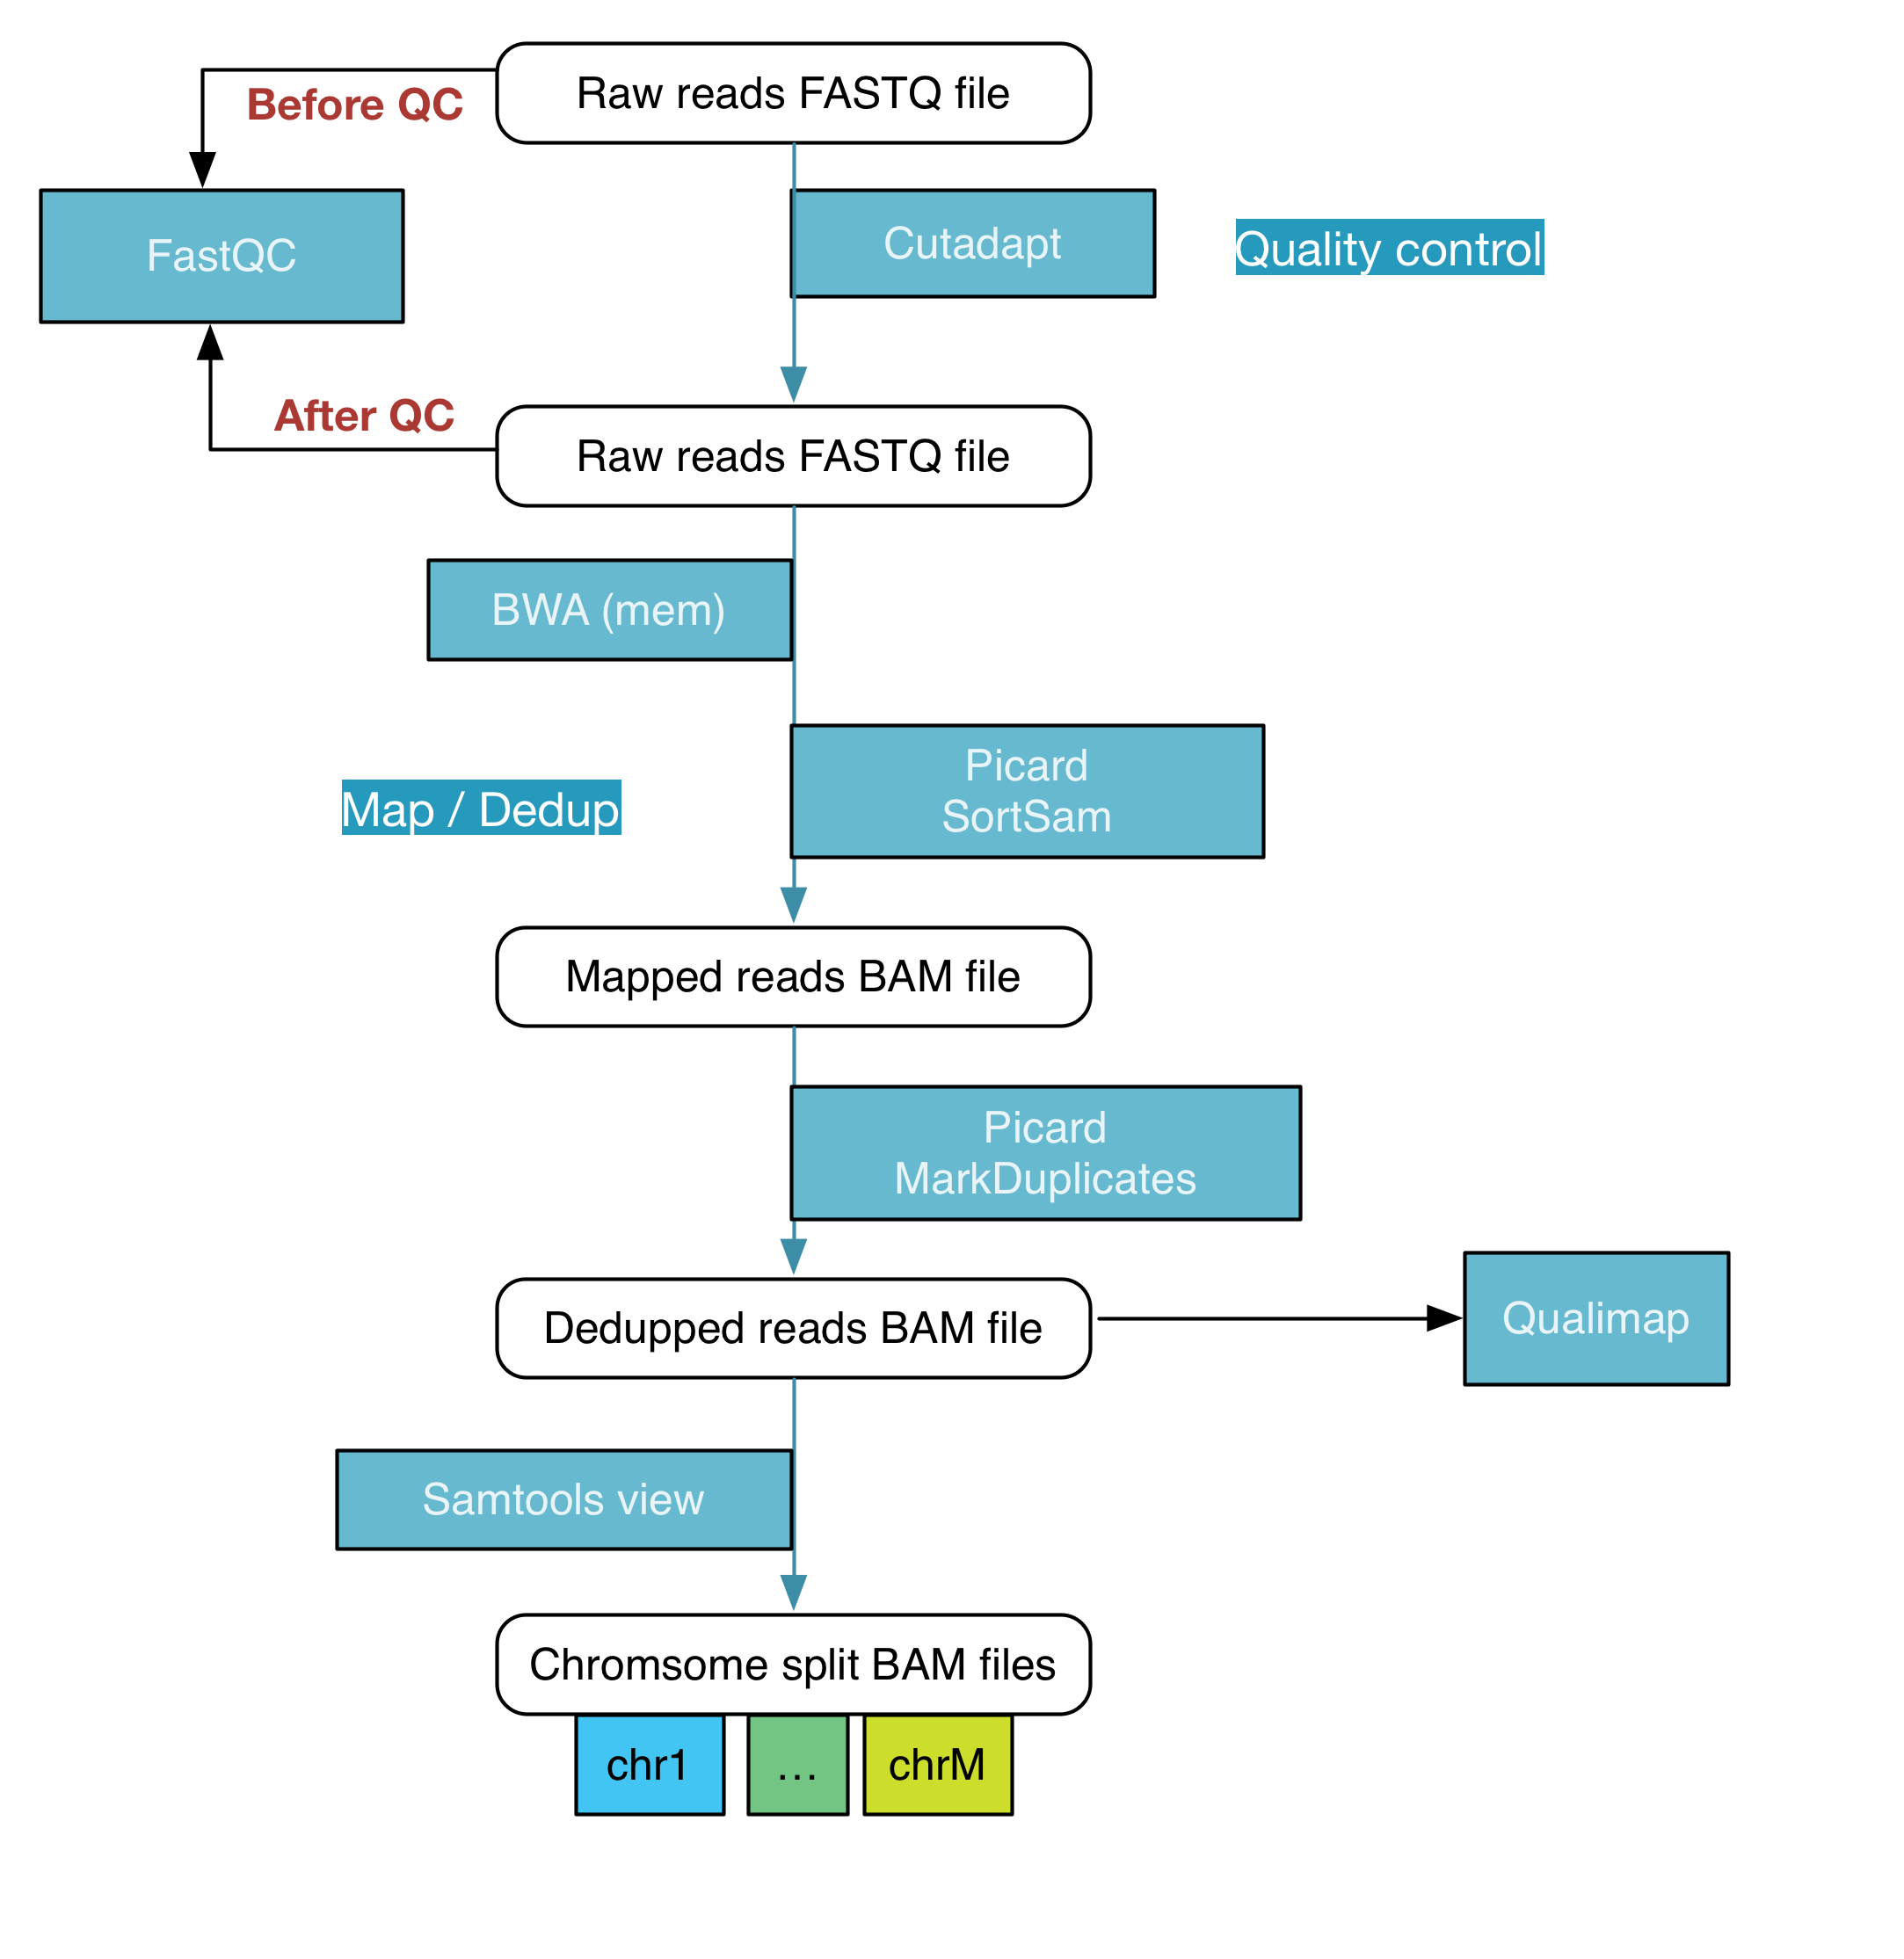 Raw reads FASTQ file
Before QC
FastQC
Cutadapt
Quality control
After QC
Raw reads FASTQ file
BWA (mem)
Picard
SortSam
Map / Dedup
Mapped reads BAM file
Picard
MarkDuplicates
Dedupped reads BAM file
Qualimap
Samtools view
Chromsome split BAM files
chr1
...
chrM